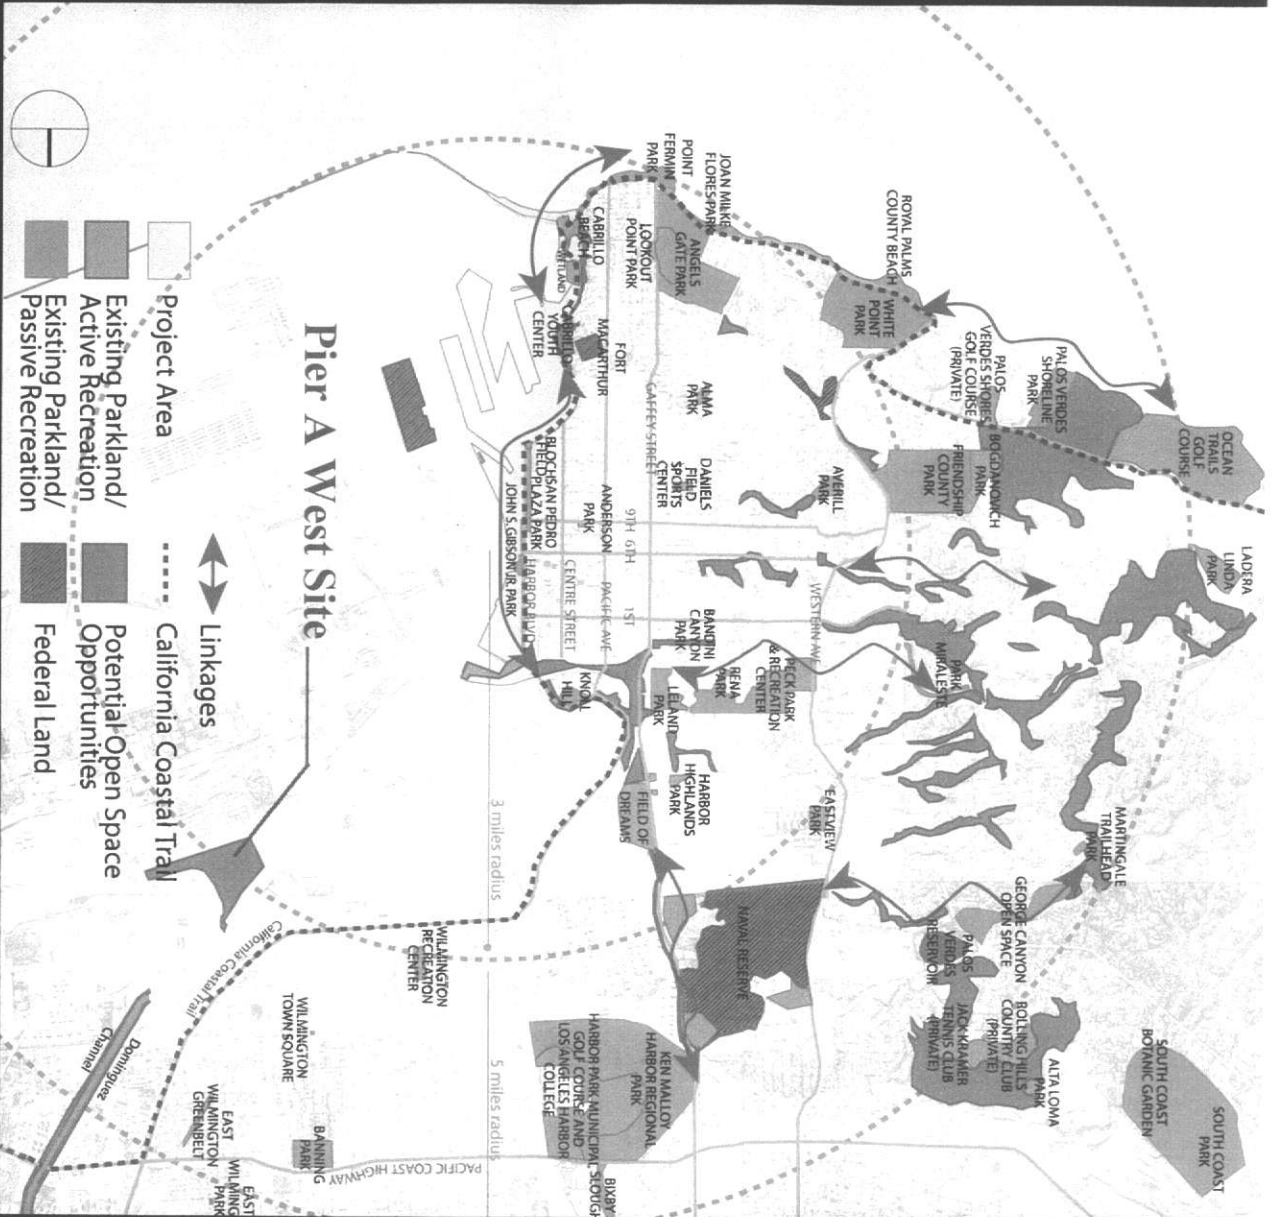 OCEAN
TRAILS
GOLF
COURSE
PALOS VERDES
SHORELINE
PARK
PALOS
VERDES SHORES
GOLF COURSE
(PRIVATE)
ROYAL PALMS
COUNTY BEACH
WHITE
POINT
PARK
JOAN MILKE
FLORES PARK
POINT
FERMIN
PARK
ANGELS
GATE PARK
LOOKOUT
POINT PARK
CABRILLO
BEACH
WETLAND
CABRILLO
YOUTH
CENTER
FORT
MACARTHUR
ALMA
PARK
GAFFEY STREET
DANIELS
FIELD
SPORTS
CENTER
AVERILL
PARK
FRIENDSHIP
COUNTY
PARK
BOGDANOVICH
PARK
LADERA
LINDA
PARK
9TH
6TH
1ST
ANDERSON
PARK
PACIFIC AVE
CENTRE STREET
SAN PEDRO
PLAZA PARK
BLOCH
FIELD
HARBOR BLVD
JOHN S. GIBSON JR. PARK
WESTERN AVE
BANDINI
CANYON
PARK
PECK PARK
& RECREATION
CENTER
RENA
PARK
LELAND
PARK
KNOLL
HILL
PARK
MIRALESTE
HARBOR
HIGHLANDS
PARK
FIELD OF
DREAMS
EASTVIEW
PARK
MARTINGALE
TRAILHEAD
PARK
GEORGE CANYON
OPEN SPACE
PALOS
VERDES
RESERVOIR
ROLLING HILLS
COUNTRY CLUB
(PRIVATE)
JACK KRAMER
TENNIS CLUB
(PRIVATE)
ALTA LOMA
PARK
SOUTH COAST
BOTANIC GARDEN
SOUTH COAST
PARK
NAVAL RESERVE
KEN MALLOY
HARBOR REGIONAL
PARK
HARBOR PARK MUNICIPAL
GOLF COURSE AND
LOS ANGELES HARBOR
COLLEGE
BIXBY
SLOUGH
3 miles radius
5 miles radius
WILMINGTON
RECREATION
CENTER
WILMINGTON
TOWN SQUARE
BANNING
PARK
PACIFIC COAST HIGHWAY
EAST
WILMINGTON
GREENBELT
EAST
WILMING
PARK
California Coastal Trail
Dominguez
Channel
Pier A West Site
Project Area
Existing Parkland/
Active Recreation
Existing Parkland/
Passive Recreation
Linkages
California Coastal Trail
Potential Open Space
Opportunities
Federal Land